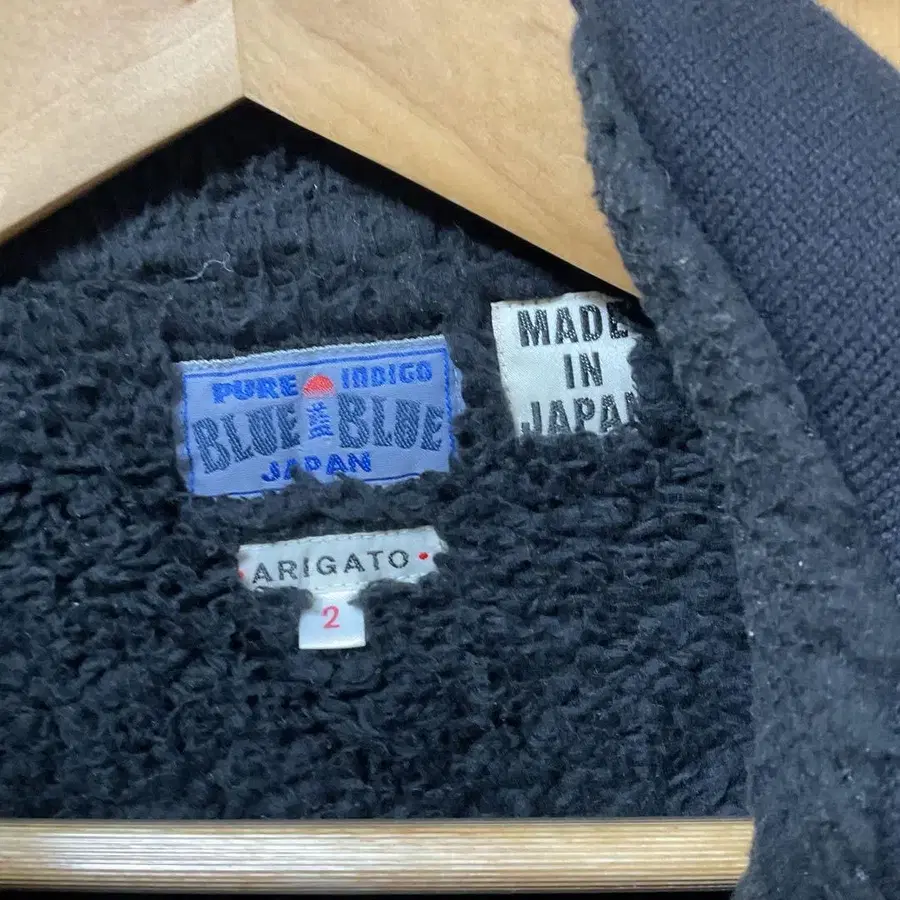 PURE INDIGO
BLUE BLUE
JAPAN
MADE
IN
JAPAN
ARIGATO
2